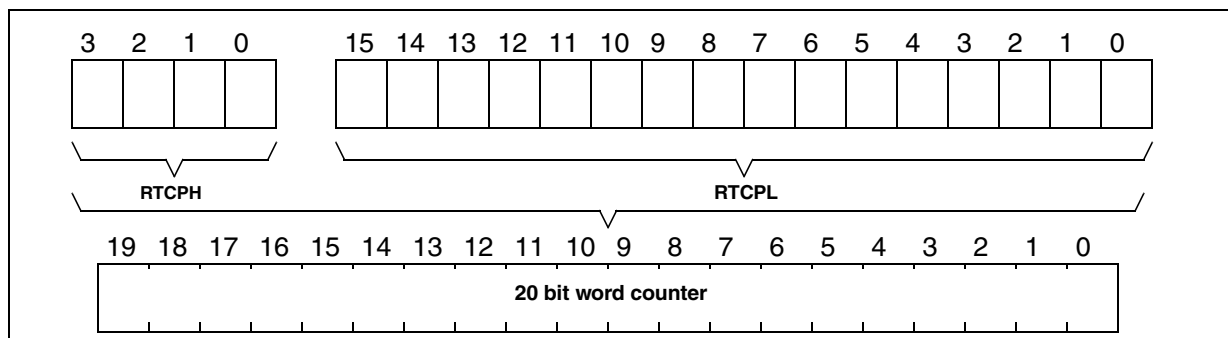 3 2 1 0 15 14 13 12 11 10 9 8 7 6 5 4 3 2 1 0
RTCPH RTCPL
19 18 17 16 15 14 13 12 11 10 9 8 7 6 5 4 3 2 1 0
20 bit word counter